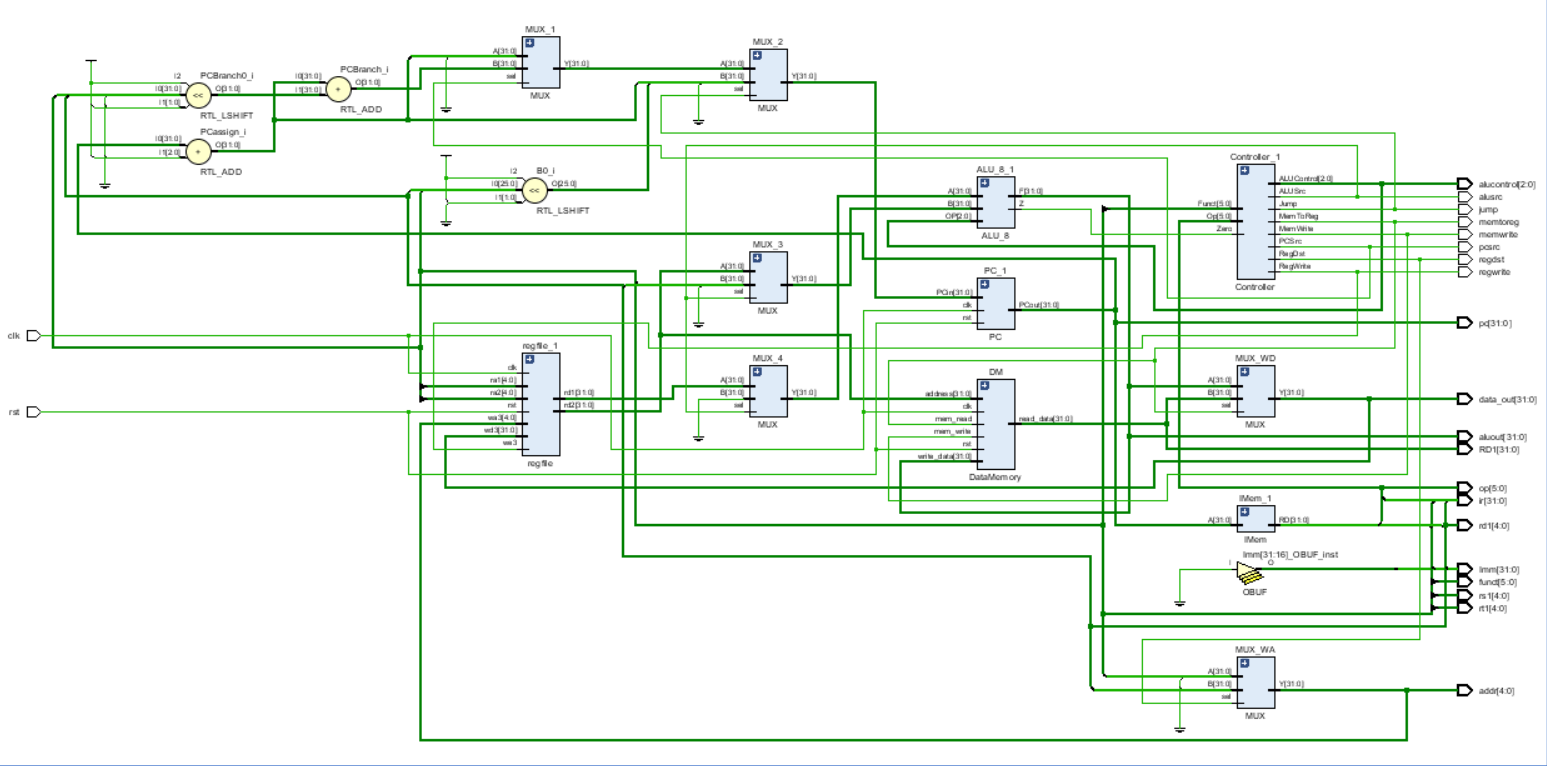 MUX_1
A[31:0]
B[31:0]
sel
Y[31:0]
MUX
MUX_2
A[31:0]
B[31:0]
sel
Y[31:0]
MUX
PCBranch0_i
I2
I0[31:0]
I1[1:0]
O[31:0]
RTL_LSHIFT
PCBranch_i
I0[31:0]
I1[31:0]
O[31:0]
RTL_ADD
PCassign_i
I0[31:0]
I1[2:0]
O[31:0]
RTL_ADD
B0_i
I2
I0[25:0]
I1[1:0]
O[25:0]
RTL_LSHIFT
ALU_8_1
A[31:0]
B[31:0]
OP[2:0]
F[31:0]
Z
ALU_8
Controller_1
Funct[5:0]
Op[5:0]
Zero
ALUControl[2:0]
ALUSrc
Jump
MemToReg
MemWrite
PCSrc
RegDst
RegWrite
Controller
alucontrol[2:0]
alusrc
jump
memtoreg
memwrite
pcsrc
regdst
regwrite
MUX_3
A[31:0]
B[31:0]
sel
Y[31:0]
MUX
PC_1
PCin[31:0]
clk
rst
PCout[31:0]
PC
pc[31:0]
clk
rst
regfile_1
clk
ra1[4:0]
ra2[4:0]
rst
wa3[4:0]
wd3[31:0]
we3
rd1[31:0]
rd2[31:0]
regfile
MUX_4
A[31:0]
B[31:0]
sel
Y[31:0]
MUX
DM
address[31:0]
clk
mem_read
mem_write
rst
write_data[31:0]
read_data[31:0]
DataMemory
MUX_WD
A[31:0]
B[31:0]
sel
Y[31:0]
MUX
data_out[31:0]
aluout[31:0]
RD1[31:0]
op[5:0]
ir[31:0]
rd1[4:0]
IMem_1
A[31:0]
RD[31:0]
IMem
Imm[31:16]_OBUF_inst
I
O
OBUF
Imm[31:0]
funct[5:0]
rs1[4:0]
rt1[4:0]
MUX_WA
A[31:0]
B[31:0]
sel
Y[31:0]
MUX
addr[4:0]